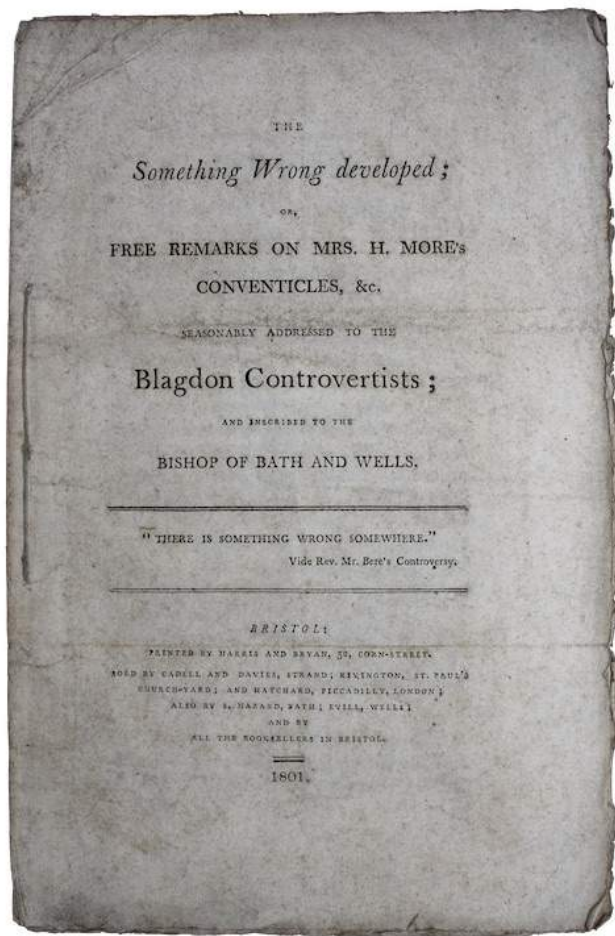 THE
Something Wrong developed;
OR,
FREE REMARKS ON MRS. H. MORE's
CONVENTICLES, &c.
SEASONABLY ADDRESSED TO THE
Blagdon Controvertists;
AND INSCRIBED TO THE
BISHOP OF BATH AND WELLS.
"THERE IS SOMETHING WRONG SOMEWHERE."
Vide Rev. Mr. Bere's Controversy.
BRISTOL:
PRINTED BY HARRIS AND BRYAN, 52, CORN-STREET.
SOLD BY CADELL AND DAVIES, STRAND; RIVINGTON, ST. PAUL'S
CHURCH-YARD; AND HATCHARD, PICCADILLY, LONDON;
ALSO BY S. HAZARD, BATH; EVILL, WELLS;
AND BY
ALL THE BOOKSELLERS IN BRISTOL.
1801.